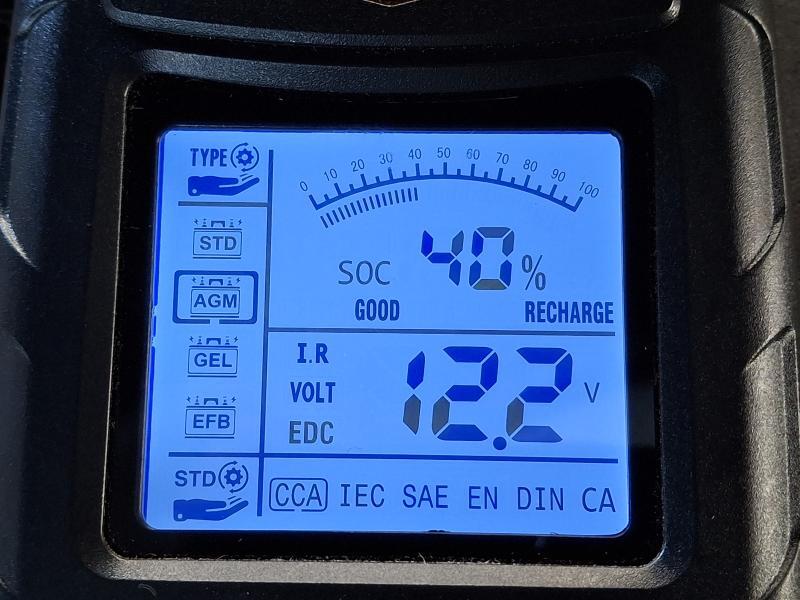 TYPE
0 10 20 30 40 50 60 70 80 90 100
STD
SOC 40%
AGM
GOOD RECHARGE
GEL
I.R
VOLT 12.2 V
EFB
EDC
STD
CCA IEC SAE EN DIN CA